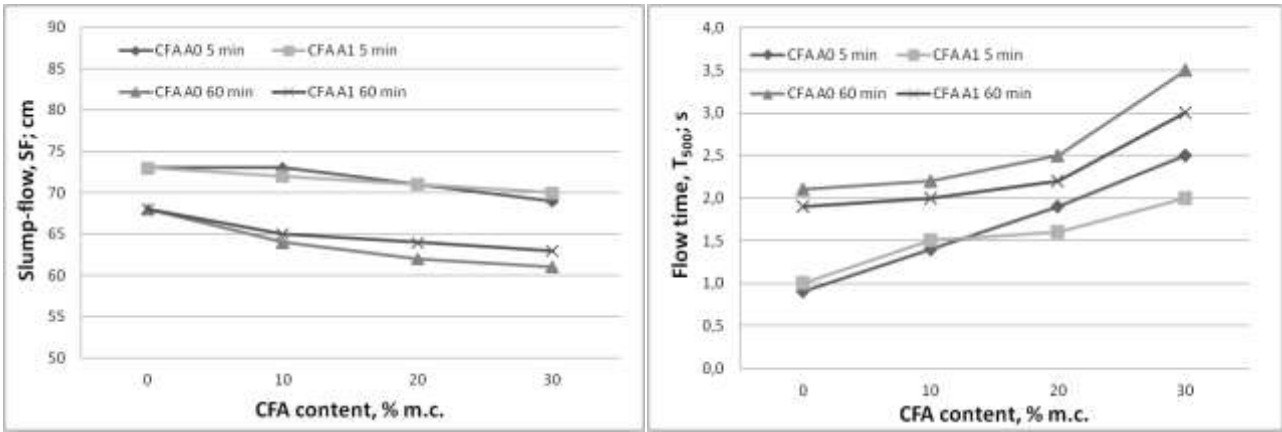 90
85
80
75
70
65
60
55
50
Slump-flow, SF; cm
CFA A0 5 min
CFA A1 5 min
CFA A0 60 min
CFA A1 60 min
0 10 20 30
CFA content, % m.c.
4,0
3,5
3,0
2,5
2,0
1,5
1,0
0,5
0,0
Flow time, T500; s
CFA A0 5 min
CFA A1 5 min
CFA A0 60 min
CFA A1 60 min
0 10 20 30
CFA content, % m.c.